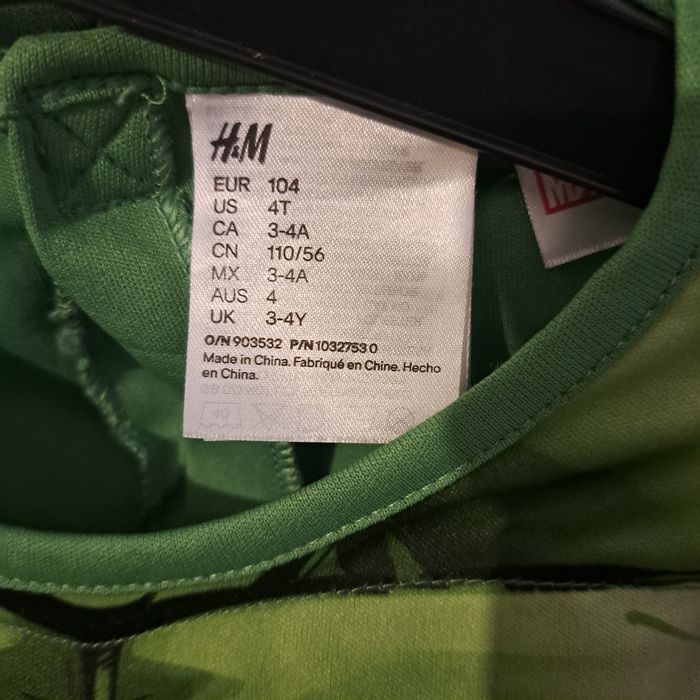 H&M
EUR 104
US 4T
CA 3-4A
CN 110/56
MX 3-4A
AUS 4
UK 3-4Y
O/N 903532 P/N 1032753 0
Made in China. Fabriqué en Chine. Hecho
en China.
40